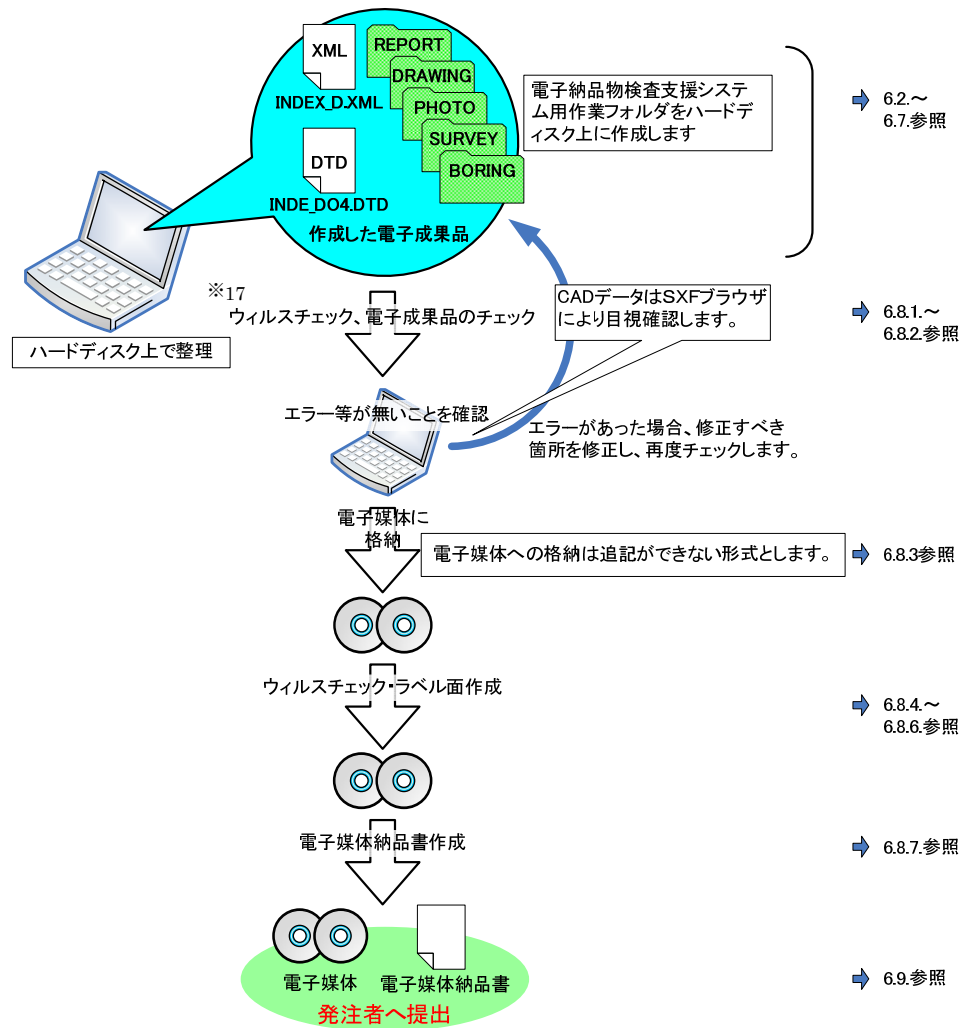 XML
INDEX_D.XML
REPORT
DRAWING
PHOTO
SURVEY
BORING
DTD
INDE_DO4.DTD
作成した電子成果品
電子納品物検査支援システ
ム用作業フォルダをハードデ
ィスク上に作成します
6.2.～
6.7.参照
※17
ハードディスク上で整理
ウィルスチェック、電子成果品のチェック
CADデータはSXFブラウザ
により目視確認します。
6.8.1.～
6.8.2.参照
エラー等が無いことを確認
エラーがあった場合、修正すべき
箇所を修正し、再度チェックします。
電子媒体に
格納
電子媒体への格納は追記ができない形式とします。
6.8.3参照
ウィルスチェック・ラベル面作成
6.8.4.～
6.8.6.参照
電子媒体納品書作成
6.8.7.参照
電子媒体
電子媒体納品書
発注者へ提出
6.9.参照